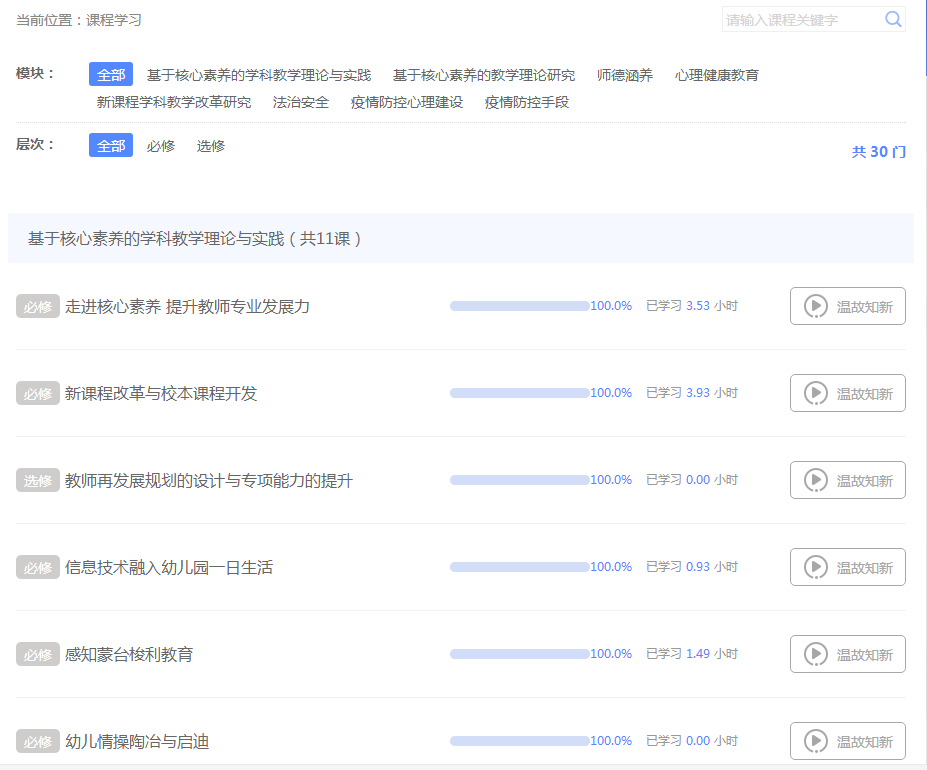 当前位置：课程学习
请输入课程关键字
模块： 全部 基于核心素养的学科教学理论与实践 基于核心素养的教学理论研究 师德涵养 心理健康教育
新课程学科教学改革研究 法治安全 疫情防控心理建设 疫情防控手段
层次： 全部 必修 选修
共 30 门
基于核心素养的学科教学理论与实践（共11课）
必修 走进核心素养 提升教师专业发展力 100.0% 已学习 3.53 小时 温故知新
必修 新课程改革与校本课程开发 100.0% 已学习 3.93 小时 温故知新
选修 教师再发展规划的设计与专项能力的提升 100.0% 已学习 0.00 小时 温故知新
必修 信息技术融入幼儿园一日生活 100.0% 已学习 0.93 小时 温故知新
必修 感知蒙台梭利教育 100.0% 已学习 1.49 小时 温故知新
必修 幼儿情操陶冶与启迪 100.0% 已学习 0.00 小时 温故知新